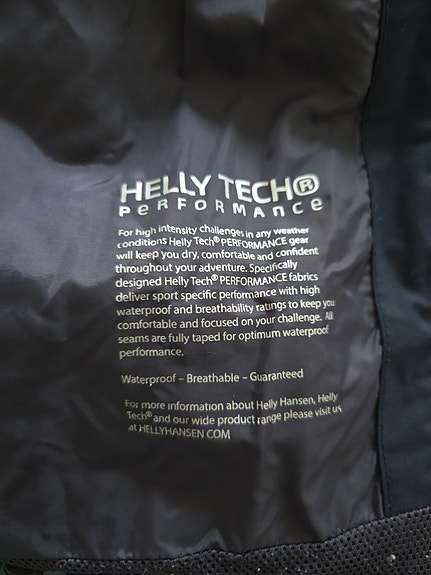 HELLY TECH®
PERFORMANCE
For high intensity challenges in any weather
conditions Helly Tech® PERFORMANCE gear
will keep you dry, comfortable and confident
throughout your adventure. Specifically
designed Helly Tech® PERFORMANCE fabrics
deliver sport specific performance with high
waterproof and breathability ratings to keep you
comfortable and focused on your challenge. All
seams are fully taped for optimum waterproof
performance.
Waterproof – Breathable – Guaranteed
For more information about Helly Hansen, Helly
Tech® and our wide product range please visit us
at HELLYHANSEN.COM